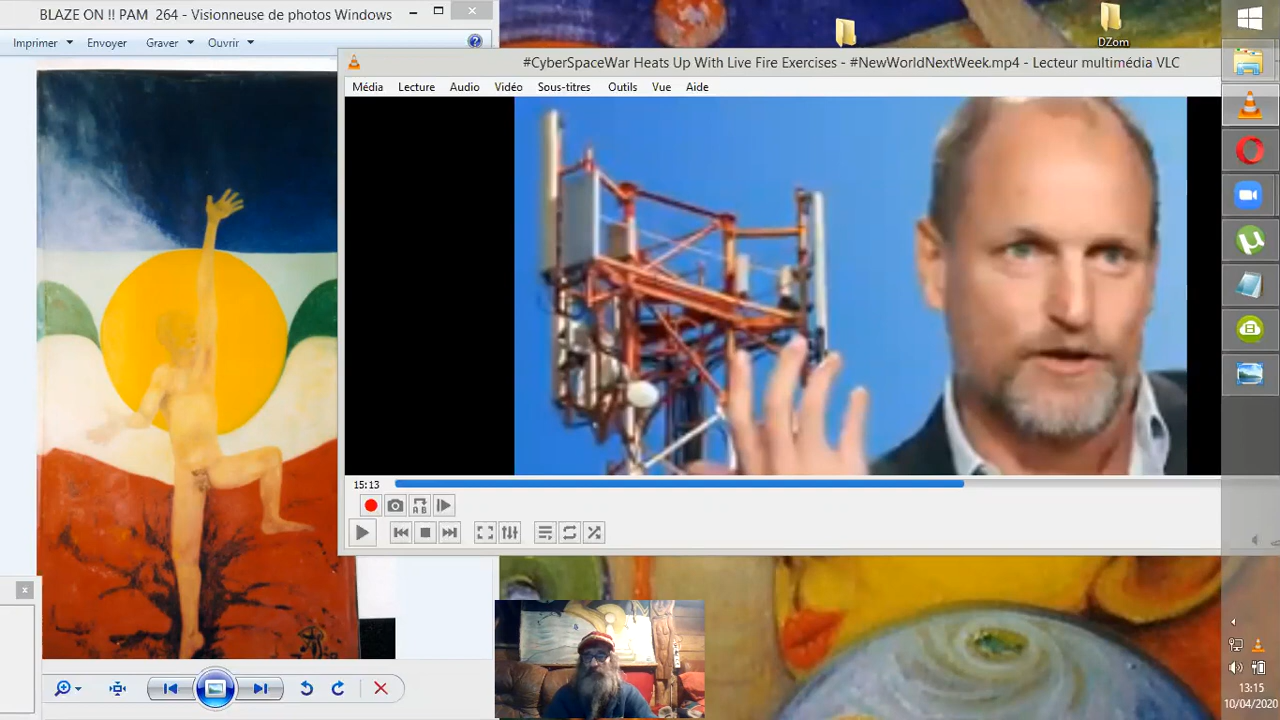 BLAZE ON !! PAM 264 - Visionneuse de photos Windows
Imprimer Envoyer Graver Ouvrir
DZom
#CyberSpaceWar Heats Up With Live Fire Exercises - #NewWorldNextWeek.mp4 - Lecteur multimédia VLC
Média Lecture Audio Vidéo Sous-titres Outils Vue Aide
15:13
13:15
10/04/2020